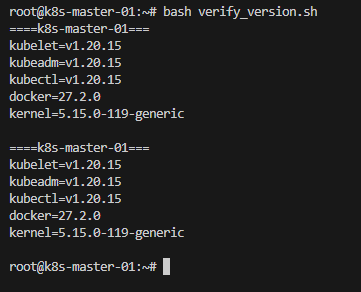 root@k8s-master-01:~# bash verify_version.sh
====k8s-master-01===
kubelet=v1.20.15
kubeadm=v1.20.15
kubectl=v1.20.15
docker=27.2.0
kernel=5.15.0-119-generic
====k8s-master-01===
kubelet=v1.20.15
kubeadm=v1.20.15
kubectl=v1.20.15
docker=27.2.0
kernel=5.15.0-119-generic
root@k8s-master-01:~#